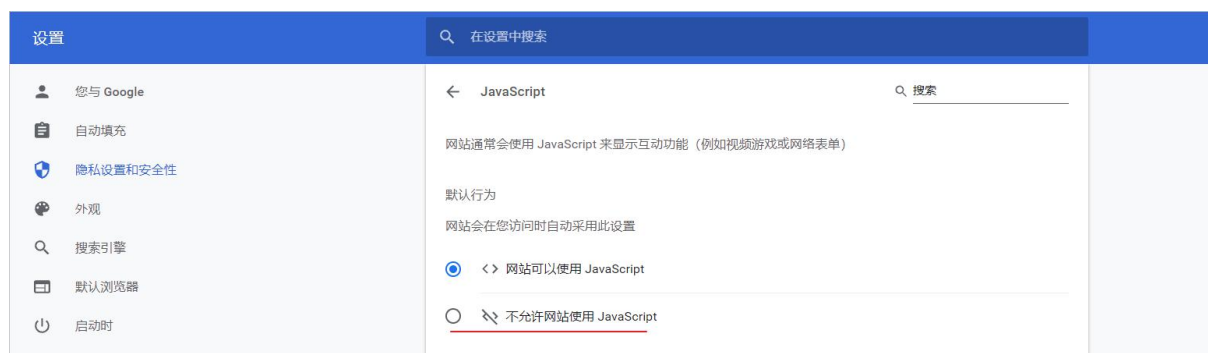 设置
在设置中搜索
您与 Google
自动填充
隐私设置和安全性
外观
搜索引擎
默认浏览器
启动时
JavaScript
搜索
网站通常会使用 JavaScript 来显示互动功能（例如视频游戏或网络表单）
默认行为
网站会在您访问时自动采用此设置
<> 网站可以使用 JavaScript
不允许网站使用 JavaScript